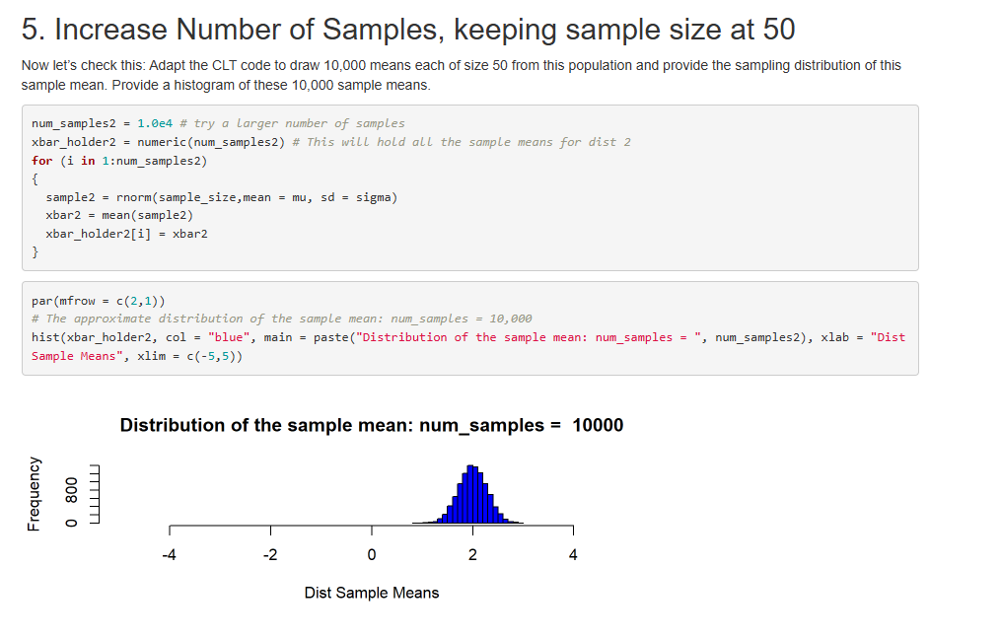 5. Increase Number of Samples, keeping sample size at 50
Now let's check this: Adapt the CLT code to draw 10,000 means each of size 50 from this population and provide the sampling distribution of this
sample mean. Provide a histogram of these 10,000 sample means.
num_samples2 = 1.0e4 # try a larger number of samples
xbar_holder2 = numeric(num_samples2) # This will hold all the sample means for dist 2
for (i in 1:num_samples2)
{
  sample2 = rnorm(sample_size,mean = mu, sd = sigma)
  xbar2 = mean(sample2)
  xbar_holder2[i] = xbar2
}
par(mfrow = c(2,1))
# The approximate distribution of the sample mean: num_samples = 10,000
hist(xbar_holder2, col = "blue", main = paste("Distribution of the sample mean: num_samples = ", num_samples2), xlab = "Dist
Sample Means", xlim = c(-5,5))
Distribution of the sample mean: num_samples =  10000
Frequency
800
0
-4 -2 0 2 4
Dist Sample Means